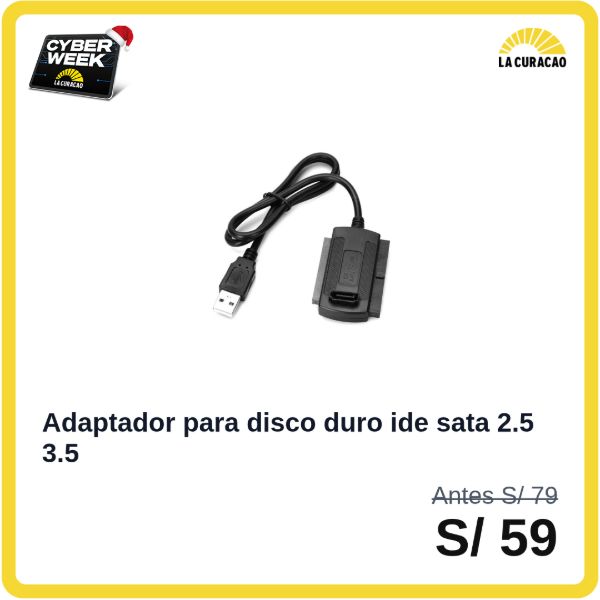 CYBER
WEEK
LA CURACAO
LA CURACAO
Adaptador para disco duro ide sata 2.5
3.5
Antes S/ 79
S/ 59